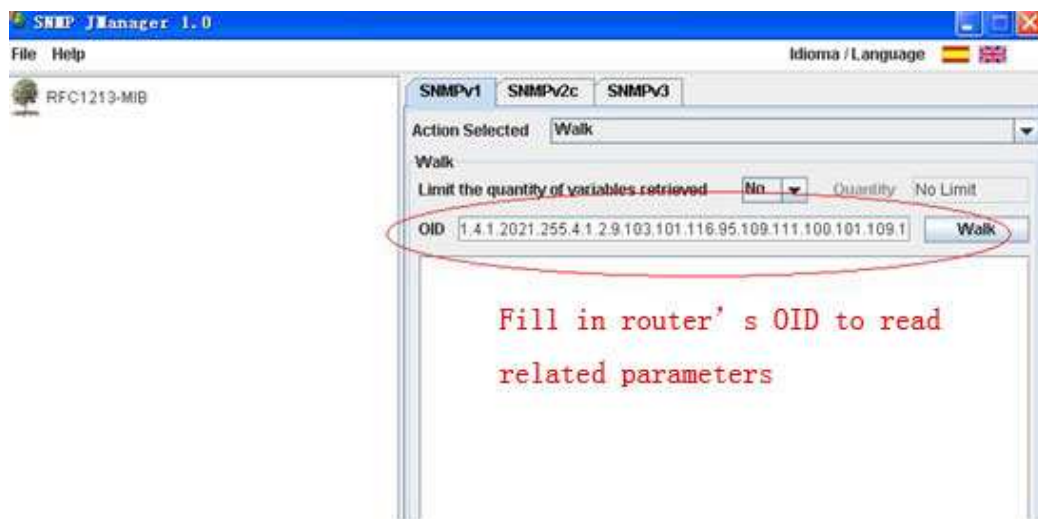 SNMP JManager 1.0
File Help
Idioma / Language
RFC1213-MIB
SNMPv1 SNMPv2c SNMPv3
Action Selected Walk
Walk
Limit the quantity of variables retrieved No Quantity No Limit
OID 1.4.1.2021.255.4.1.2.9.103.101.116.95.109.111.100.101.109.1 Walk
Fill in router's OID to read
related parameters